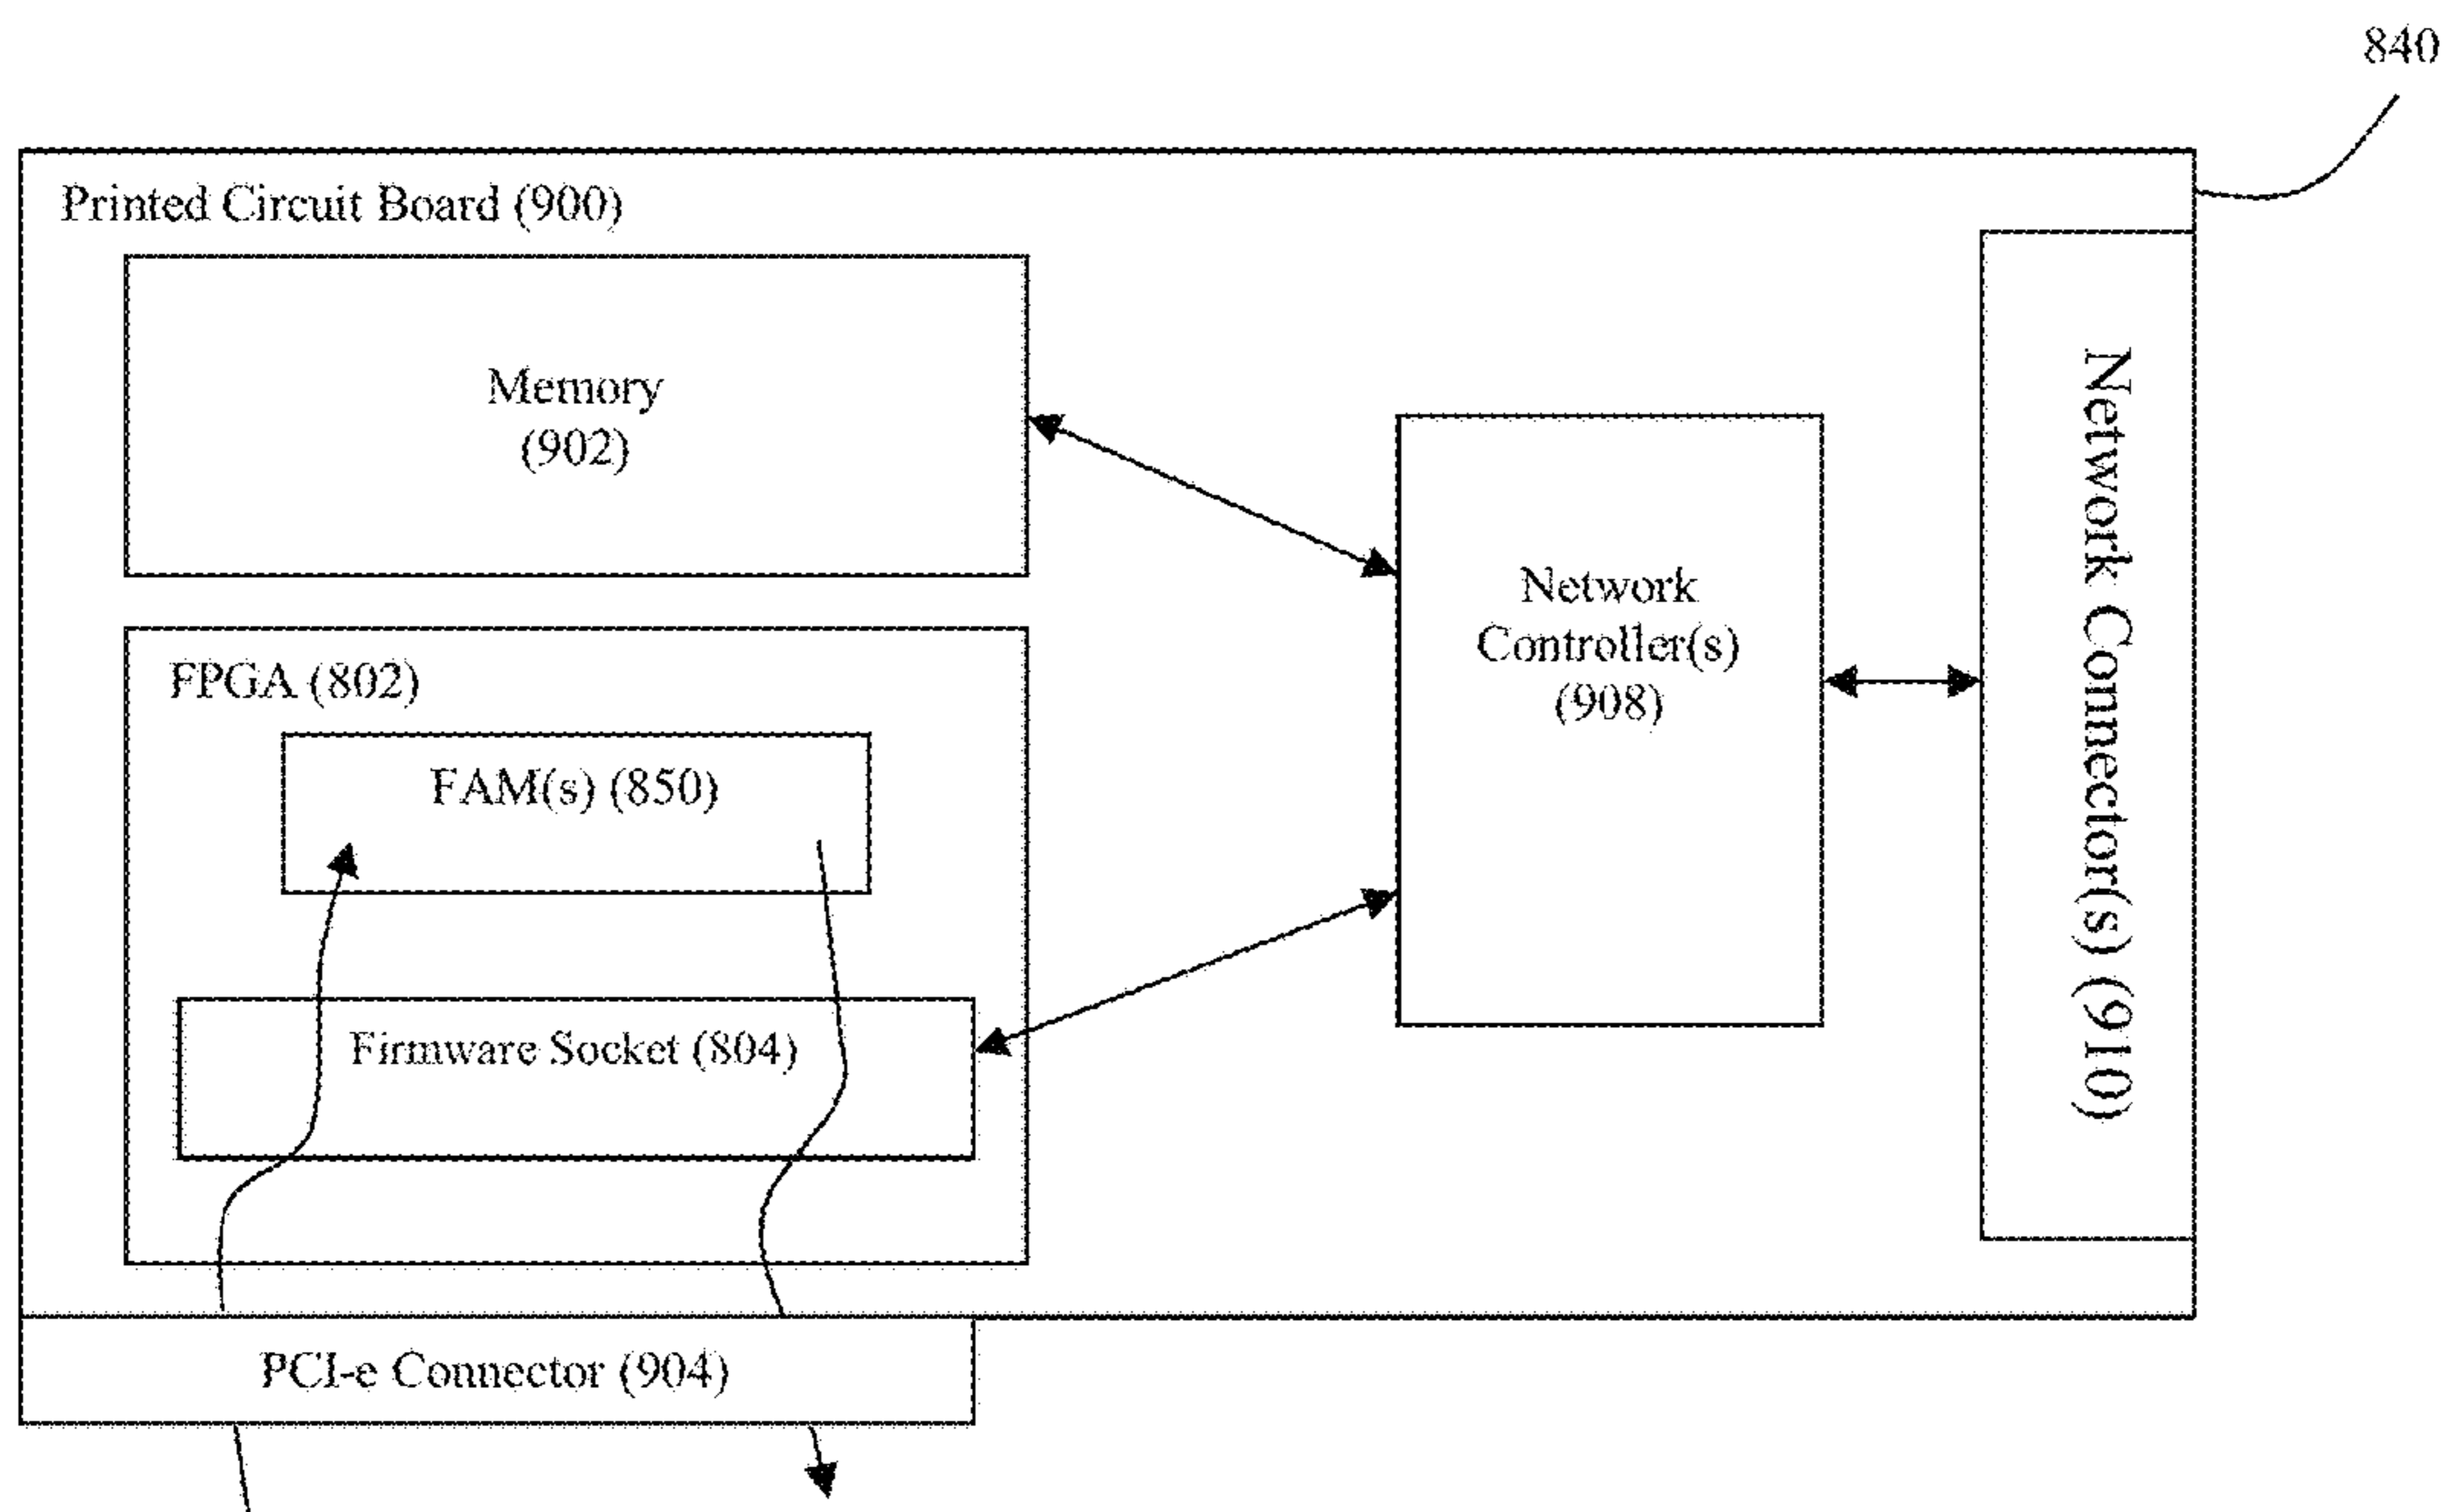 840
Printed Circuit Board (900)
Memory
(902)
Network
Controller(s)
(908)
Network Connector(s) (910)
FPGA (802)
FAM(s) (850)
Firmware Socket (804)
PCI-e Connector (904)